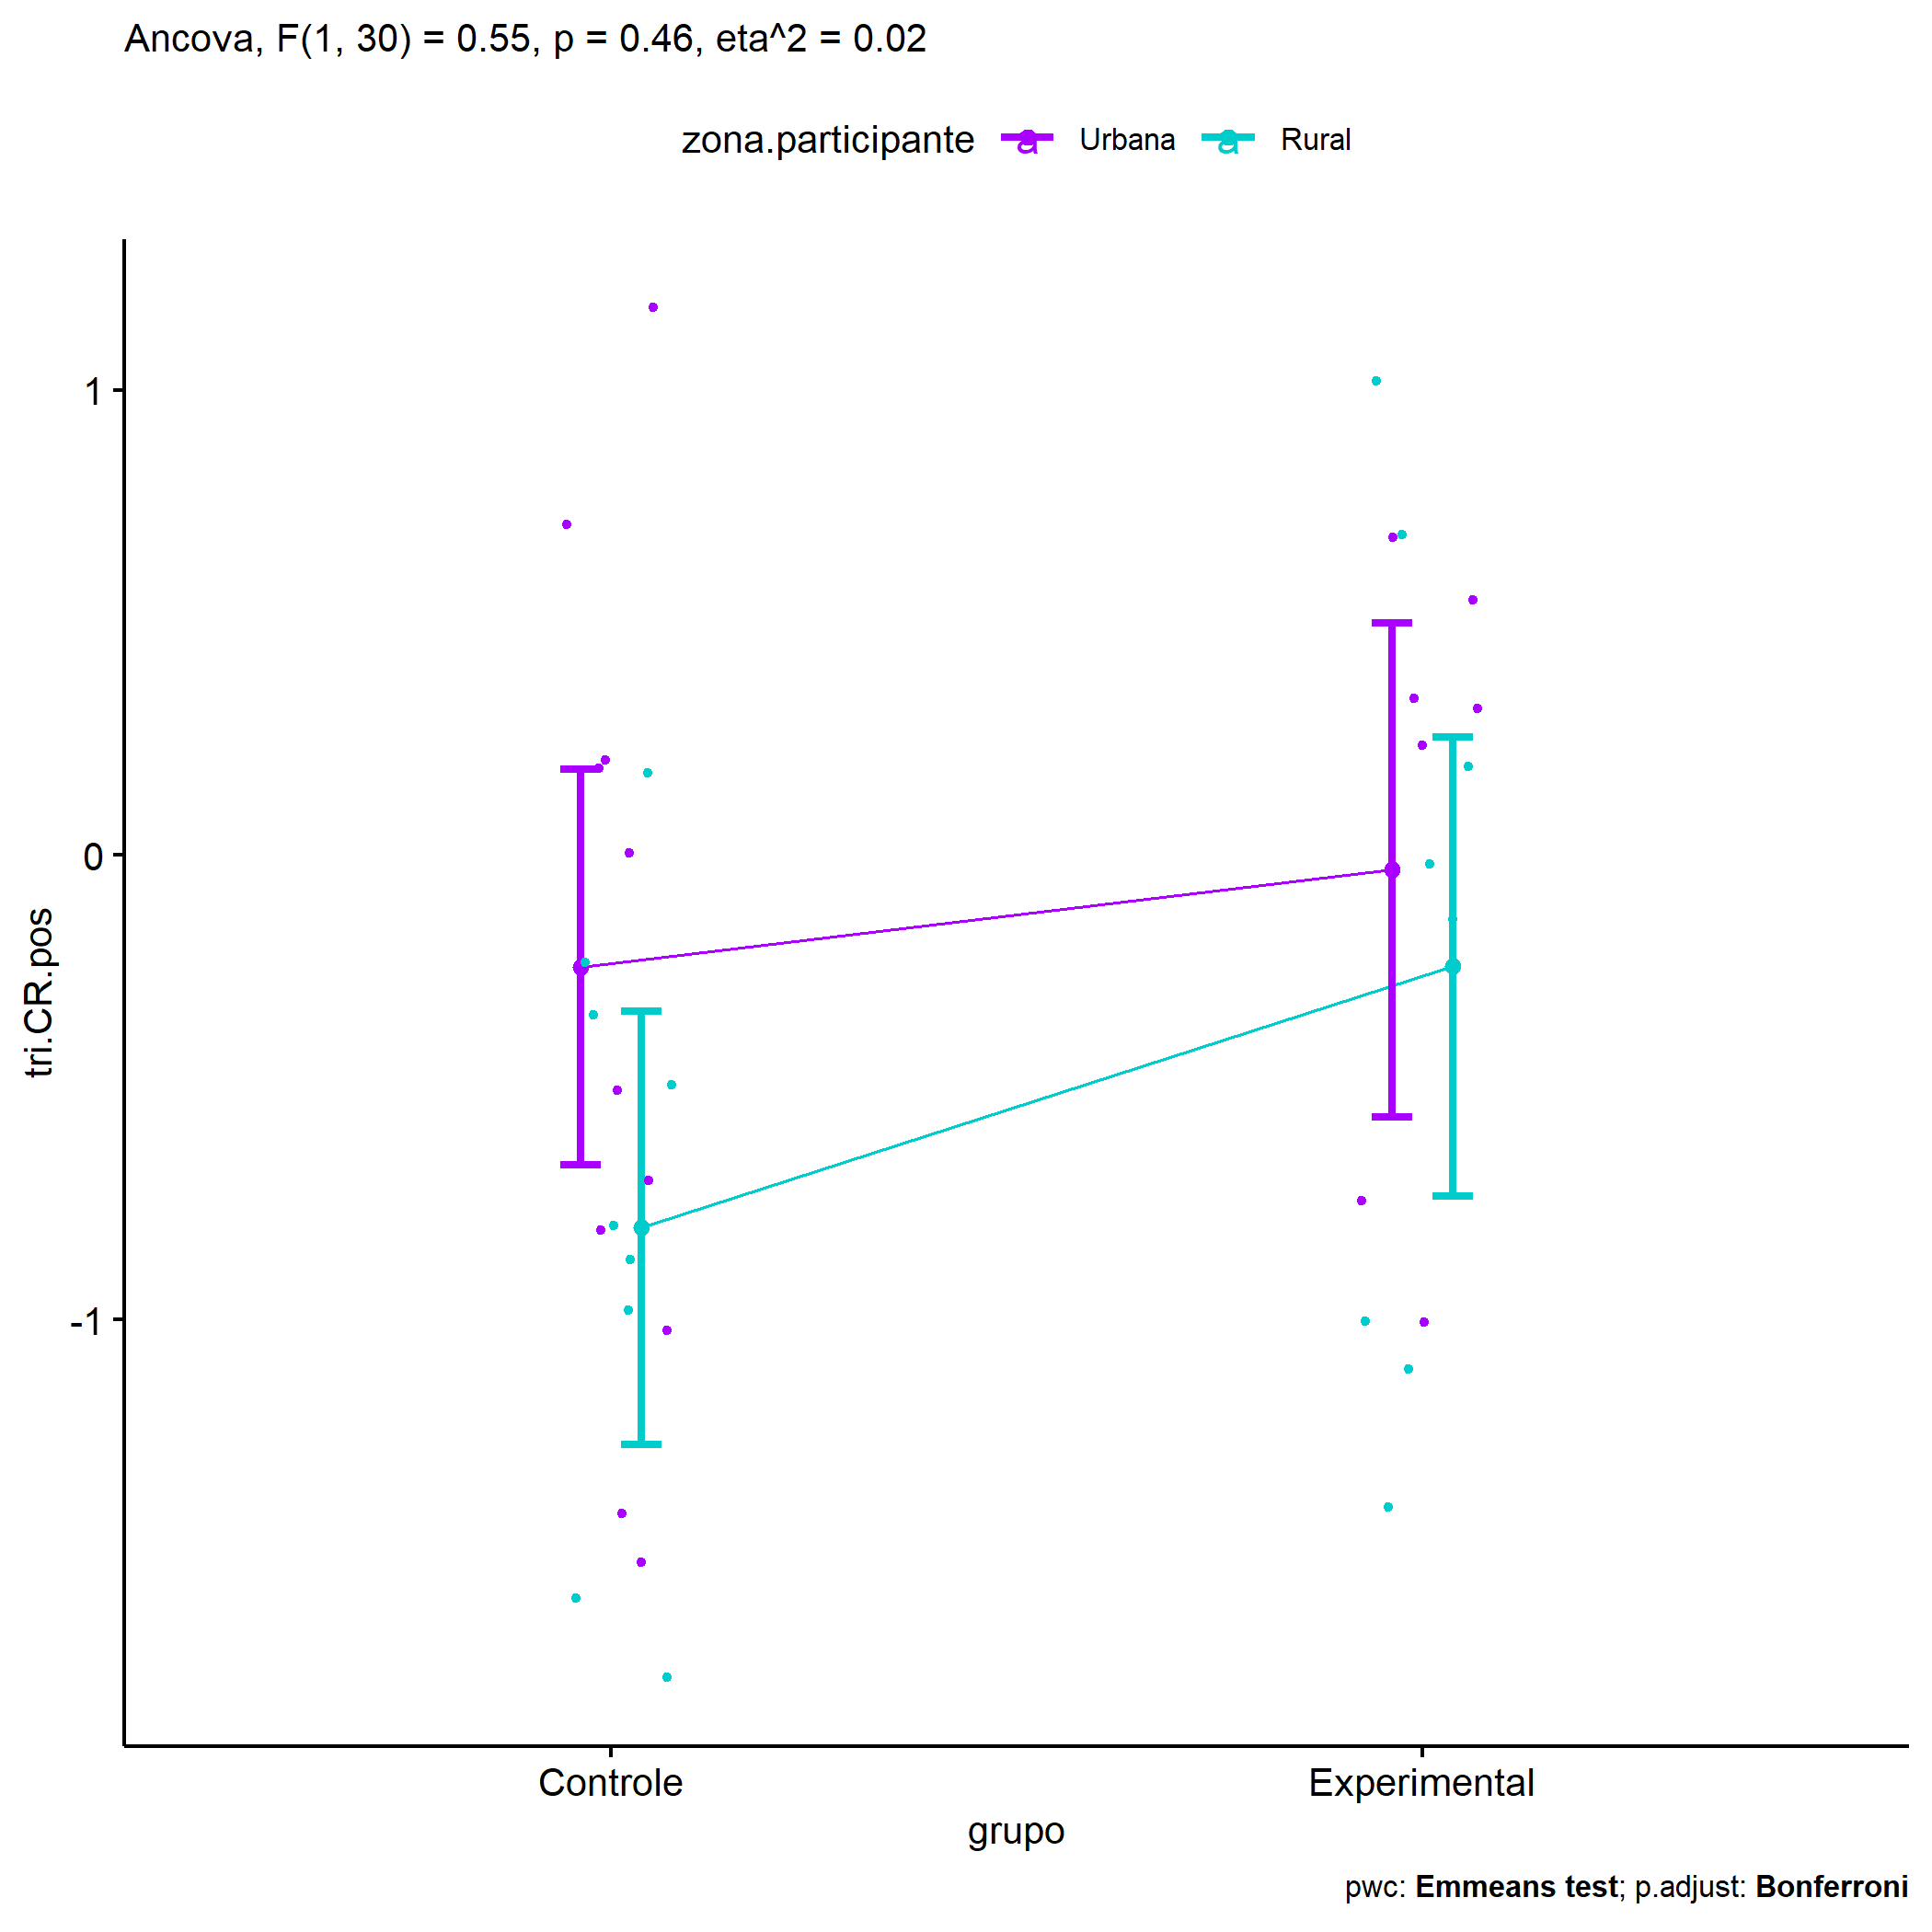 Ancova, F(1, 30) = 0.55, p = 0.46, eta^2 = 0.02
zona.participante a Urbana a Rural
1
0
-1
tri.CR.pos
Controle Experimental
grupo
pwc: Emmeans test; p.adjust: Bonferroni